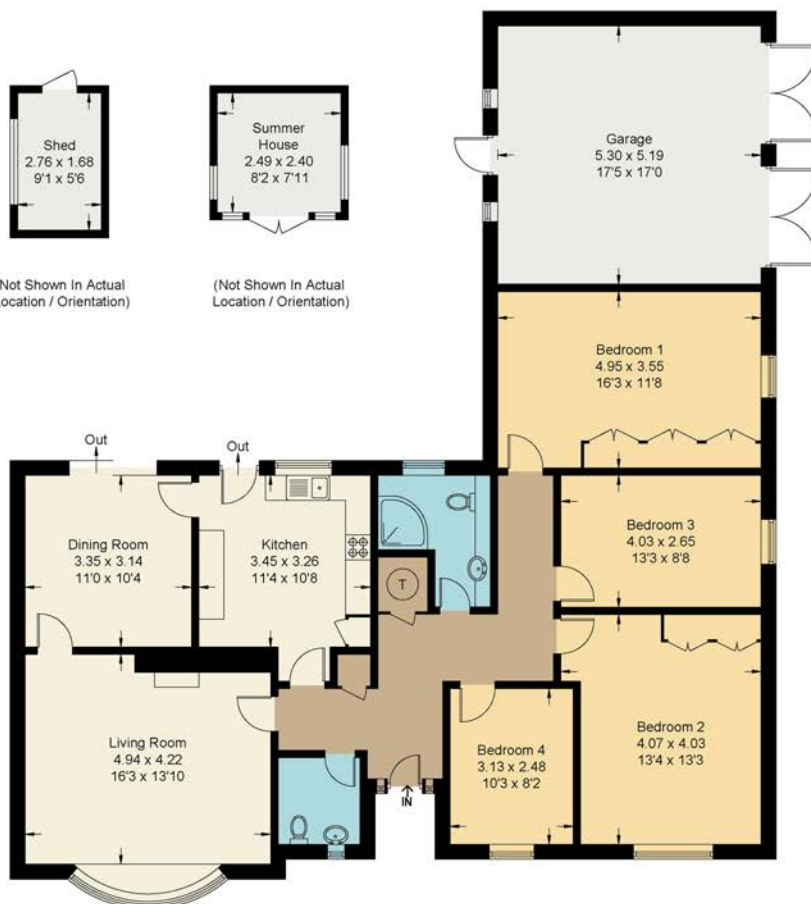 Shed
2.76 x 1.68
9'1 x 5'6
Summer
House
2.49 x 2.40
8'2 x 7'11
Not Shown In Actual
ocation / Orientation)
(Not Shown In Actual
Location / Orientation)
Garage
5.30 x 5.19
17'5 x 17'0
Bedroom 1
4.95 x 3.55
16'3 x 11'8
Out
Out
Dining Room
3.35 x 3.14
11'0 x 10'4
Kitchen
3.45 x 3.26
11'4 x 10'8
T
Bedroom 3
4.03 x 2.65
13'3 x 8'8
Living Room
4.94 x 4.22
16'3 x 13'10
Bedroom 4
3.13 x 2.48
10'3 x 8'2
Bedroom 2
4.07 x 4.03
13'4 x 13'3
IN